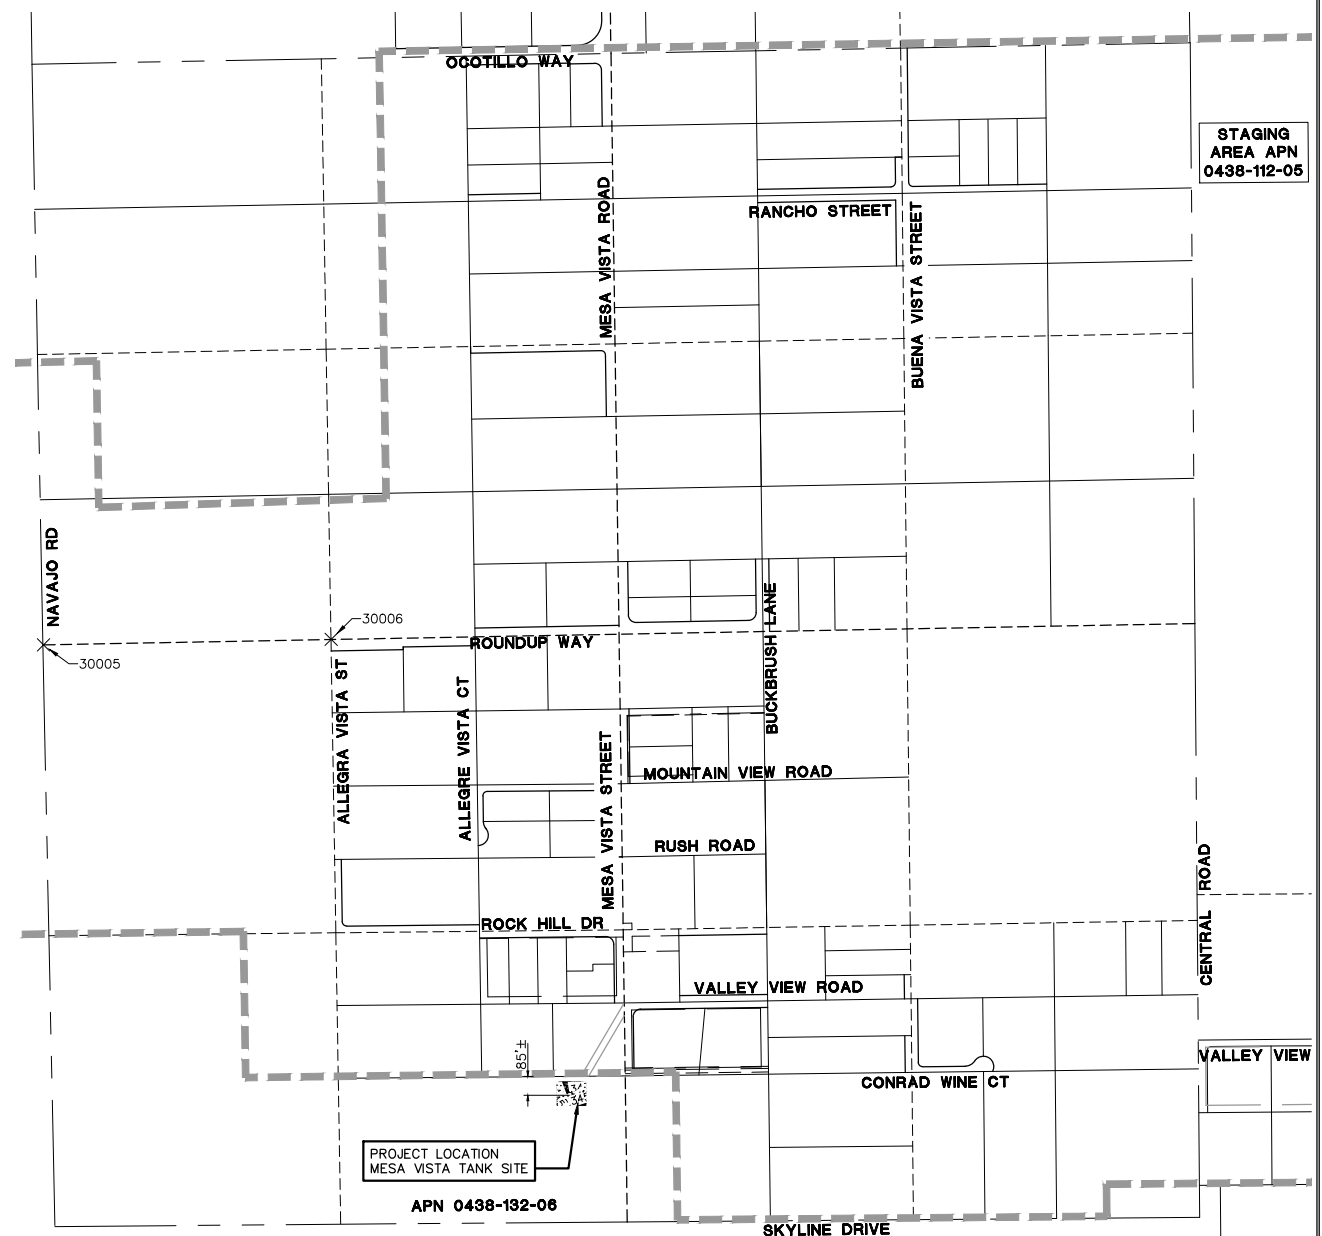 OCOTILLO WAY
STAGING
AREA APN
0438-112-05
MESA VISTA ROAD
RANCHO STREET
BUENA VISTA STREET
NAVAJO RD
30006
30005
ROUNDUP WAY
BUCKBRUSH LANE
ALLEGRA VISTA ST
ALLEGRE VISTA CT
MESA VISTA STREET
MOUNTAIN VIEW ROAD
RUSH ROAD
CENTRAL ROAD
ROCK HILL DR
VALLEY VIEW ROAD
85'±
VALLEY VIEW
CONRAD WINE CT
PROJECT LOCATION
MESA VISTA TANK SITE
APN 0438-132-06
SKYLINE DRIVE